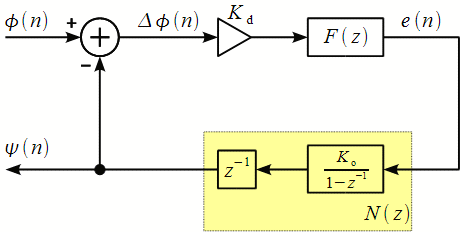 ϕ(n) + Δϕ(n) K_d F(z) e(n)
+
−
ψ(n) z^{-1} K_o / 1−z^{-1}
N(z)